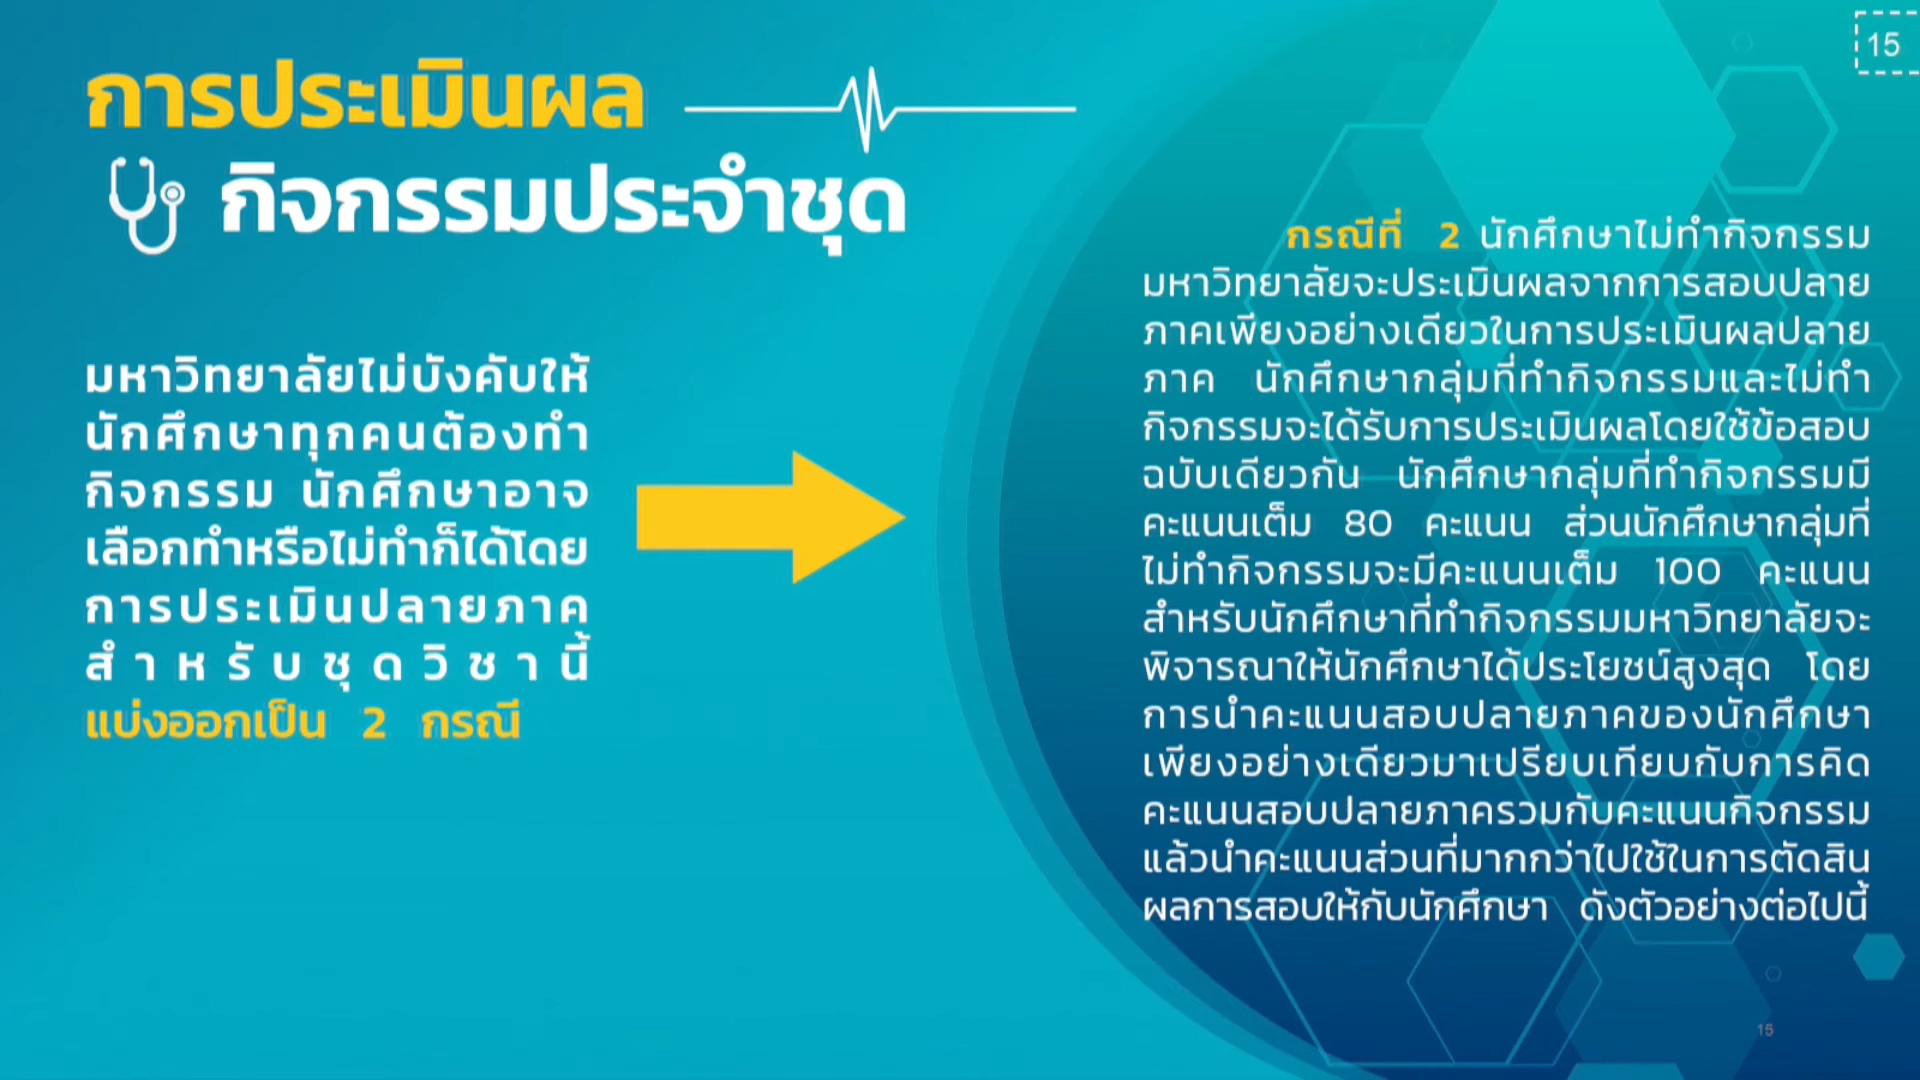 15
การประเมินผล
กิจกรรมประจำชุด
มหาวิทยาลัยไม่บังคับให้
นักศึกษาทุกคนต้องทำ
กิจกรรม นักศึกษาอาจ
เลือกทำหรือไม่ทำก็ได้โดย
การประเมินปลายภาค
สำหรับชุดวิชานี้
แบ่งออกเป็น 2 กรณี
กรณีที่ 2 นักศึกษาไม่ทำกิจกรรม
มหาวิทยาลัยจะประเมินผลจากการสอบปลาย
ภาคเพียงอย่างเดียวในการประเมินผลปลาย
ภาค นักศึกษากลุ่มที่ทำกิจกรรมและไม่ทำ
กิจกรรมจะได้รับการประเมินผลโดยใช้ข้อสอบ
ฉบับเดียวกัน นักศึกษากลุ่มที่ทำกิจกรรมมี
คะแนนเต็ม 80 คะแนน ส่วนนักศึกษากลุ่มที่
ไม่ทำกิจกรรมจะมีคะแนนเต็ม 100 คะแนน
สำหรับนักศึกษาที่ทำกิจกรรมมหาวิทยาลัยจะ
พิจารณาให้นักศึกษาได้ประโยชน์สูงสุด โดย
การนำคะแนนสอบปลายภาคของนักศึกษา
เพียงอย่างเดียวมาเปรียบเทียบกับการคิด
คะแนนสอบปลายภาครวมกับคะแนนกิจกรรม
แล้วนำคะแนนส่วนที่มากกว่าไปใช้ในการตัดสิน
ผลการสอบให้กับนักศึกษา ดังตัวอย่างต่อไปนี้
15